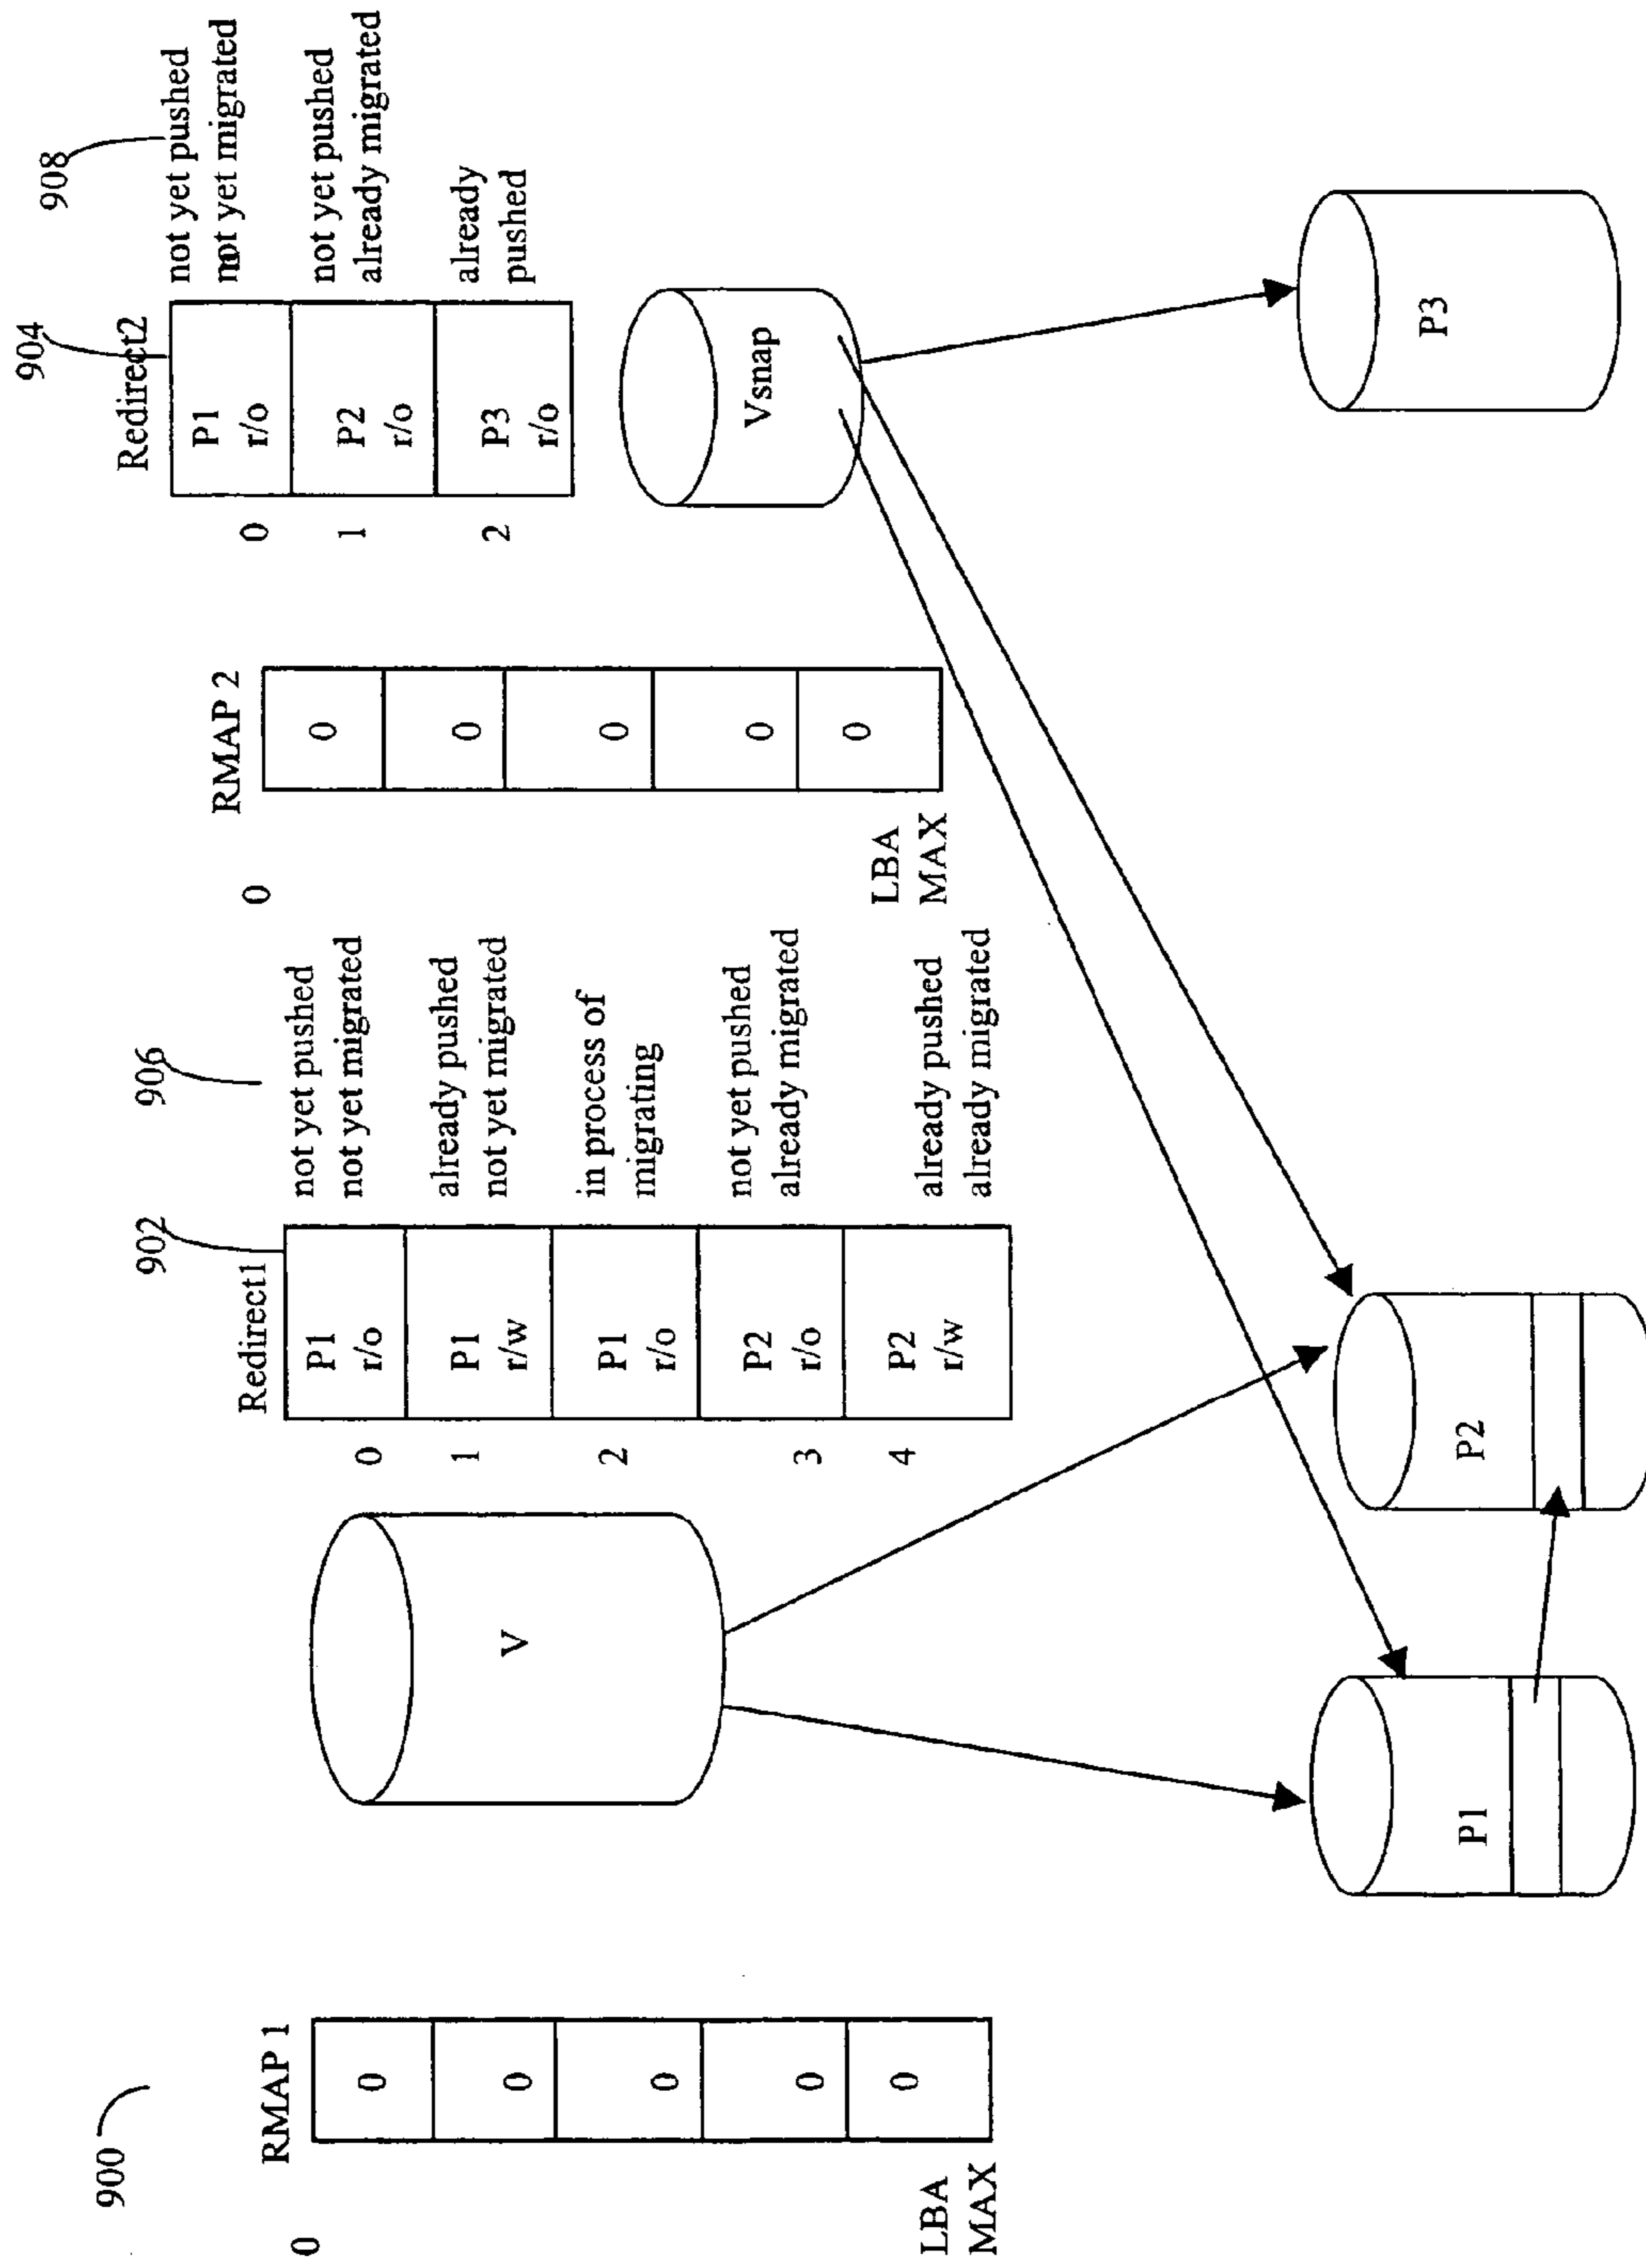 900
RMAP 1
0
0
0
0
0
0
LBA
MAX
V
902
Redirect1
0
P1
r/o
1
P1
r/w
2
P1
r/o
3
P2
r/o
4
P2
r/w
906
not yet pushed
not yet migrated
already pushed
not yet migrated
in process of
migrating
not yet pushed
already migrated
already pushed
already migrated
RMAP 2
0
0
0
0
0
0
LBA
MAX
904
Redirect2
0
P1
r/o
1
P2
r/o
2
P3
r/o
908
not yet pushed
not yet migrated
not yet pushed
already migrated
already
pushed
Vsnap
P1
P2
P3